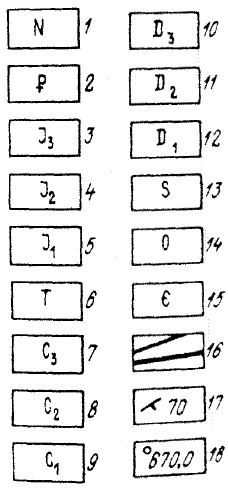 N 1
₽ 2
J₃ 3
J₂ 4
J₁ 5
T 6
C₃ 7
C₂ 8
C₁ 9
D₃ 10
D₂ 11
D₁ 12
S 13
O 14
Є 15
16
70 17
°670,0 18